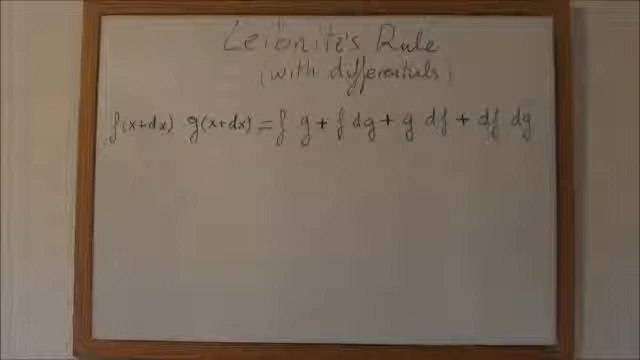 Leibnitz's Rule
(with differentials)
f(x+dx) g(x+dx) = f g + f dg + g df + df dg